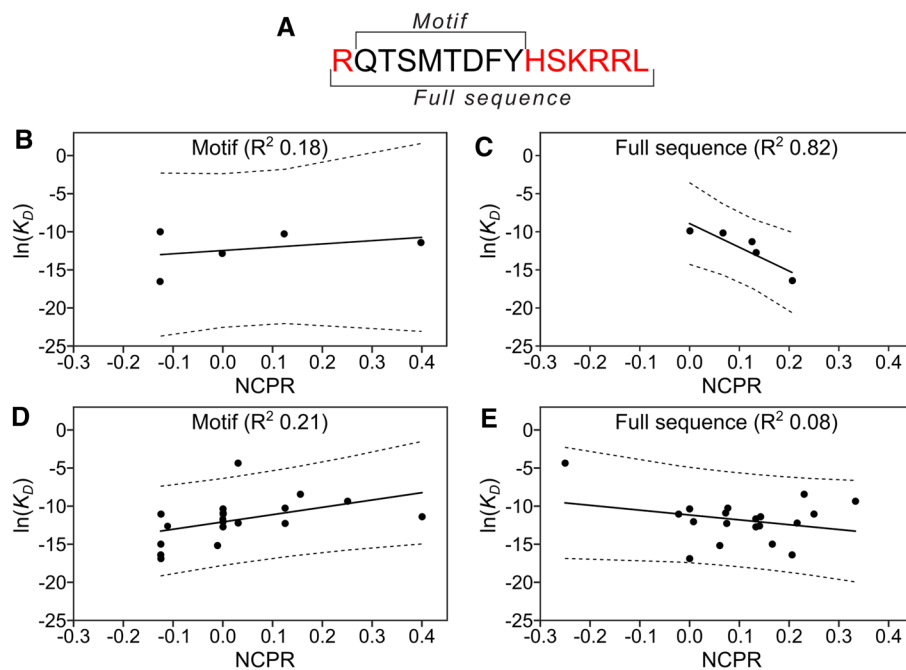 A
Motif
RQTSMTDFYHSKRRL
Full sequence
B
Motif (R² 0.18)
0
-5
-10
-15
-20
-25
ln(K_D)
-0.3 -0.2 -0.1 0.0 0.1 0.2 0.3 0.4
NCPR
C
Full sequence (R² 0.82)
0
-5
-10
-15
-20
-25
ln(K_D)
-0.1 0.0 0.1 0.2 0.3 0.4
NCPR
D
Motif (R² 0.21)
0
-5
-10
-15
-20
-25
ln(K_D)
-0.3 -0.2 -0.1 0.0 0.1 0.2 0.3 0.4
NCPR
E
Full sequence (R² 0.08)
0
-5
-10
-15
-20
-25
ln(K_D)
-0.3 -0.2 -0.1 0.0 0.1 0.2 0.3 0.4
NCPR